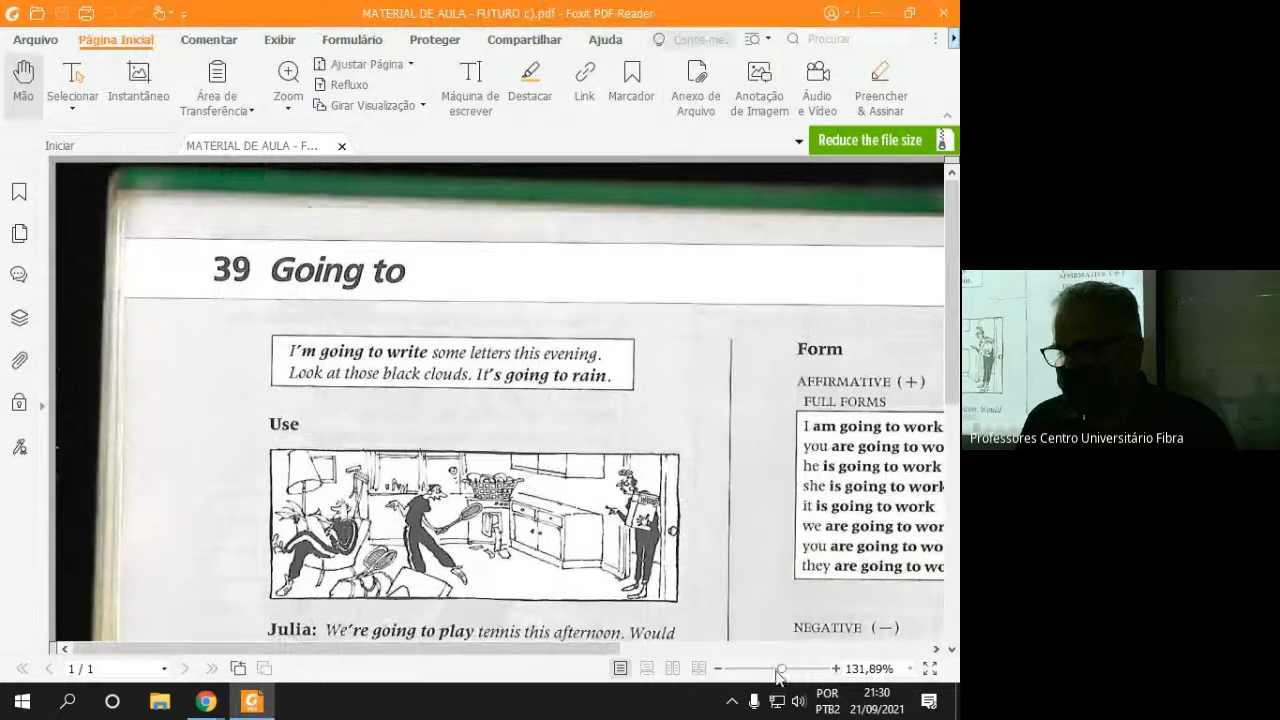 MATERIAL DE AULA - FUTURO c).pdf - Foxit PDF Reader
Arquivo
Página Inicial
Comentar
Exibir
Formulário
Proteger
Compartilhar
Ajuda
Conte-me.
Procurar
Mão
Selecionar
Instantâneo
Área de
Transferência
Zoom
Ajustar Página
Refluxo
Girar Visualização
Máquina de
escrever
Destacar
Link
Marcador
Anexo de
Arquivo
Anotação
de Imagem
Áudio
e Vídeo
Preencher
& Assinar
Iniciar
MATERIAL DE AULA - F...
Reduce the file size
39 Going to
I'm going to write some letters this evening.
Look at those black clouds. It's going to rain.
Use
Julia: We're going to play tennis this afternoon. Would
Form
AFFIRMATIVE (+)
FULL FORMS
I am going to work
you are going to wo
he is going to work
she is going to work
it is going to work
we are going to wor
you are going to wo
they are going to wo
NEGATIVE (—)
AFFIRMATIVE (+)
Would
Professores Centro Universitário Fibra
1 / 1
131,89%
POR
PTB2
21:30
21/09/2021